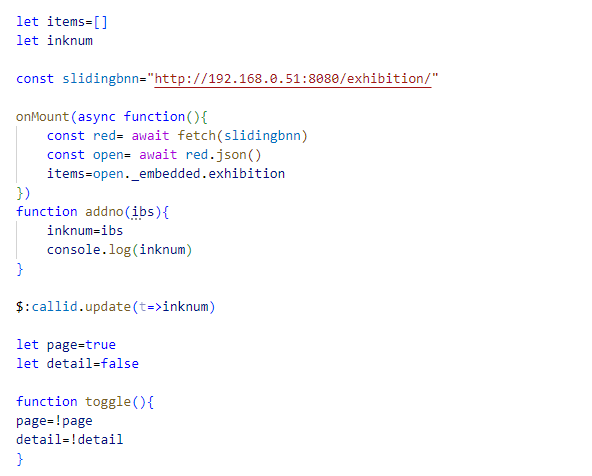 let items=[]
let inknum
const slidingbnn="http://192.168.0.51:8080/exhibition/"
onMount(async function(){
const red= await fetch(slidingbnn)
const open= await red.json()
items=open._embedded.exhibition
})
function addno(ibs){
inknum=ibs
console.log(inknum)
}
$:callid.update(t=>inknum)
let page=true
let detail=false
function toggle(){
page=!page
detail=!detail
}